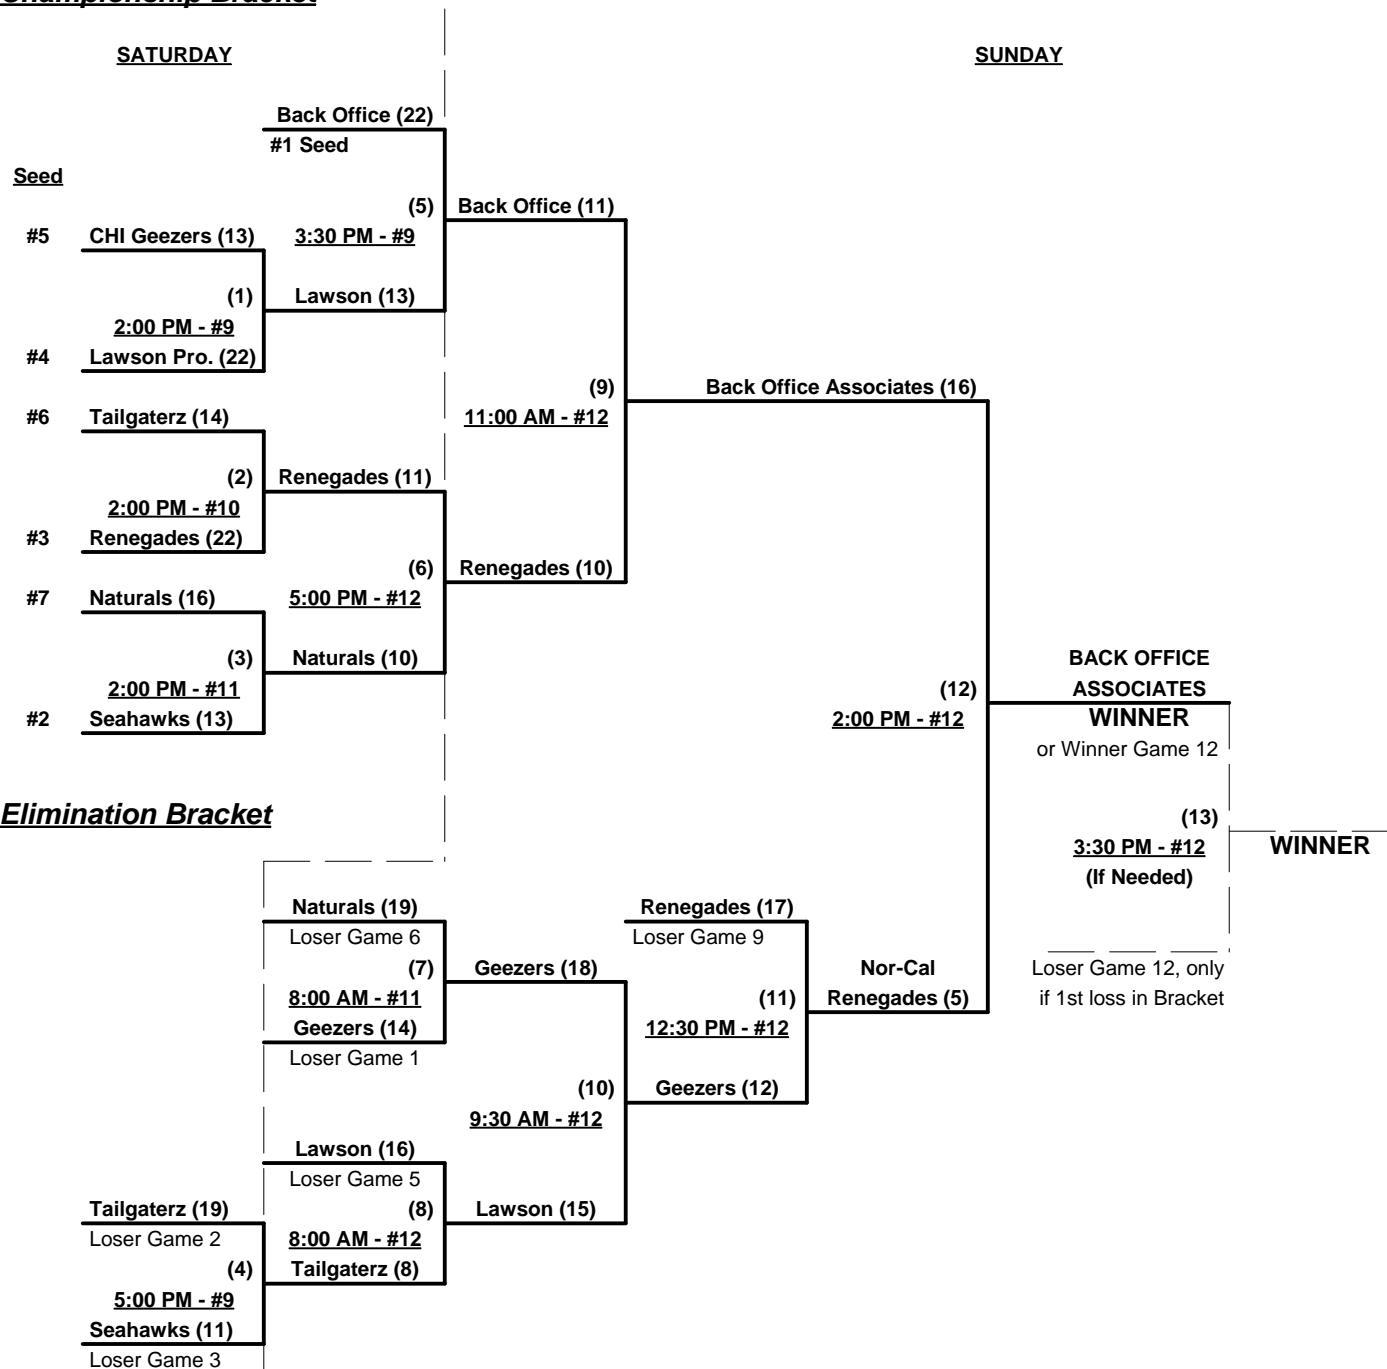 Championship Bracket
SATURDAY
SUNDAY
Back Office (22)
#1 Seed
Seed
(5)
Back Office (11)
#5
CHI Geezers (13)
3:30 PM - #9
(1)
Lawson (13)
2:00 PM - #9
#4
Lawson Pro. (22)
(9)
Back Office Associates (16)
#6
Tailgaterz (14)
11:00 AM - #12
(2)
Renegades (11)
2:00 PM - #10
#3
Renegades (22)
(6)
Renegades (10)
#7
Naturals (16)
5:00 PM - #12
(3)
Naturals (10)
BACK OFFICE
2:00 PM - #11
(12)
ASSOCIATES
#2
Seahawks (13)
2:00 PM - #12
WINNER
or Winner Game 12
Elimination Bracket
(13)
3:30 PM - #12
WINNER
(If Needed)
Naturals (19)
Renegades (17)
Loser Game 6
Loser Game 9
(7)
Geezers (18)
Nor-Cal
Loser Game 12, only
8:00 AM - #11
(11)
Renegades (5)
if 1st loss in Bracket
Geezers (14)
12:30 PM - #12
Loser Game 1
(10)
Geezers (12)
9:30 AM - #12
Lawson (16)
Loser Game 5
Tailgaterz (19)
(8)
Lawson (15)
Loser Game 2
8:00 AM - #12
(4)
Tailgaterz (8)
5:00 PM - #9
Seahawks (11)
Loser Game 3